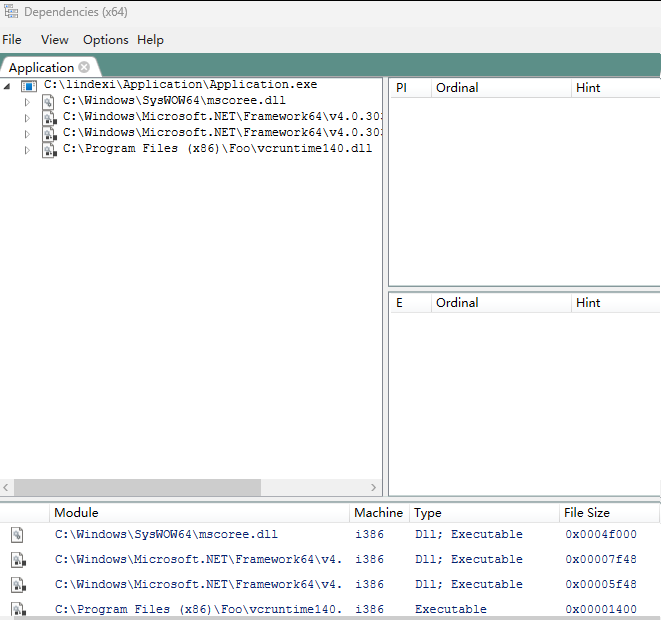 Dependencies (x64)
File View Options Help
Application
C:\lindexi\Application\Application.exe
C:\Windows\SysWOW64\mscoree.dll
C:\Windows\Microsoft.NET\Framework64\v4.0.303
C:\Windows\Microsoft.NET\Framework64\v4.0.303
C:\Program Files (x86)\Foo\vcruntime140.dll
PI Ordinal Hint
E Ordinal Hint
Module Machine Type File Size
C:\Windows\SysWOW64\mscoree.dll i386 Dll; Executable 0x0004f000
C:\Windows\Microsoft.NET\Framework64\v4. i386 Dll; Executable 0x00007f48
C:\Windows\Microsoft.NET\Framework64\v4. i386 Dll; Executable 0x00005f48
C:\Program Files (x86)\Foo\vcruntime140. i386 Executable 0x00001400